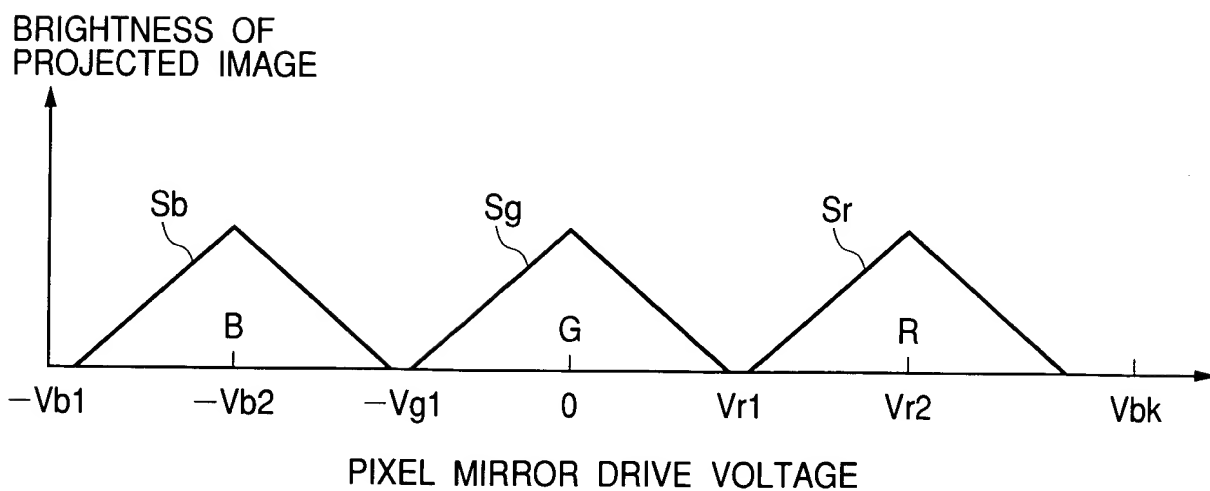 BRIGHTNESS OF
PROJECTED IMAGE
Sb
Sg
Sr
B
G
R
−Vb1
−Vb2
−Vg1
0
Vr1
Vr2
Vbk
PIXEL MIRROR DRIVE VOLTAGE